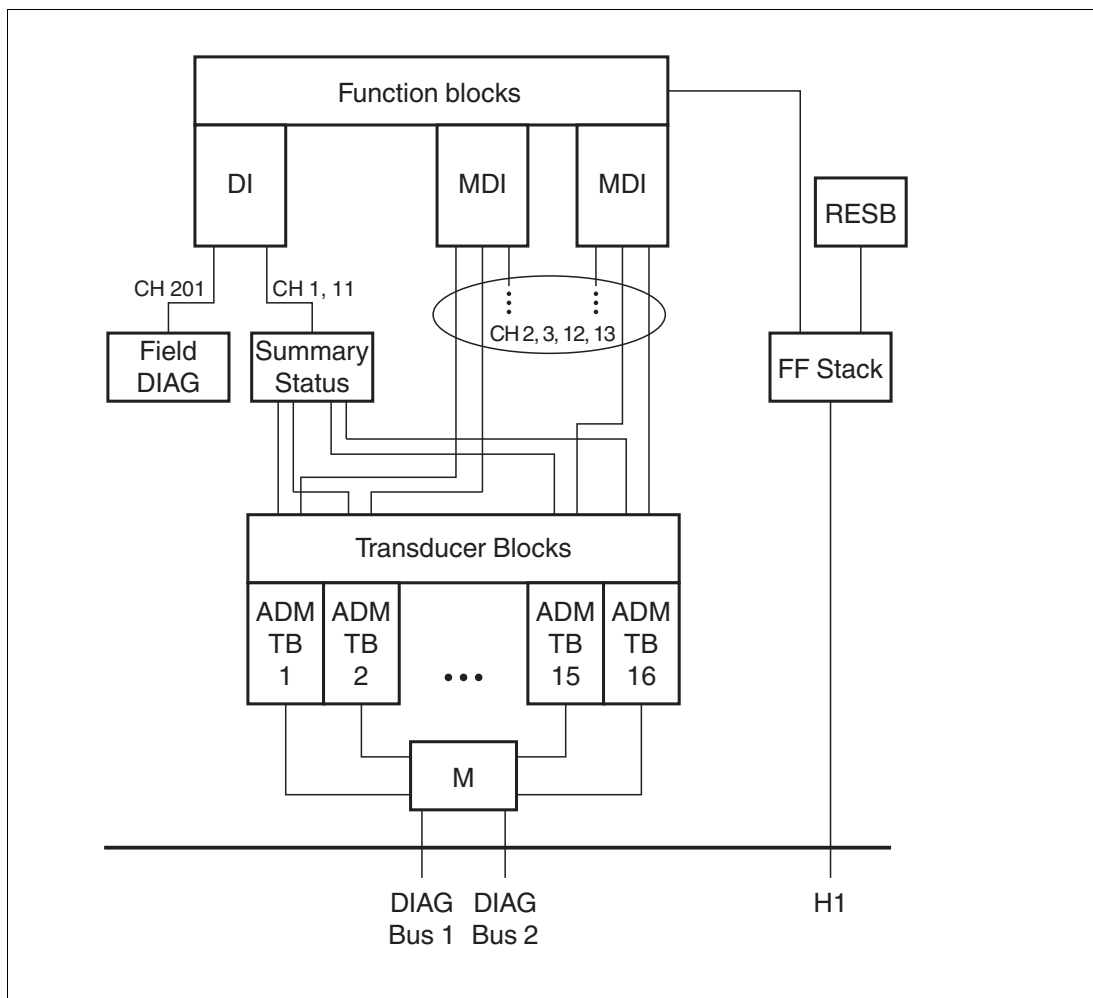 Function blocks
DI
MDI
MDI
RESB
CH 201
CH 1, 11
CH 2, 3, 12, 13
Field
DIAG
Summary
Status
FF Stack
Transducer Blocks
ADM
TB
1
ADM
TB
2
ADM
TB
15
ADM
TB
16
M
DIAG
Bus 1
DIAG
Bus 2
H1